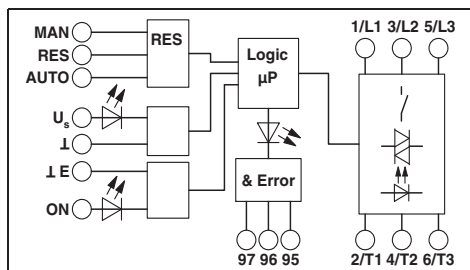 MAN
RES
AUTO
RES
Logic
µP
1/L1 3/L2 5/L3
Us
⊥
⊥ E
ON
& Error
97 96 95
2/T1 4/T2 6/T3